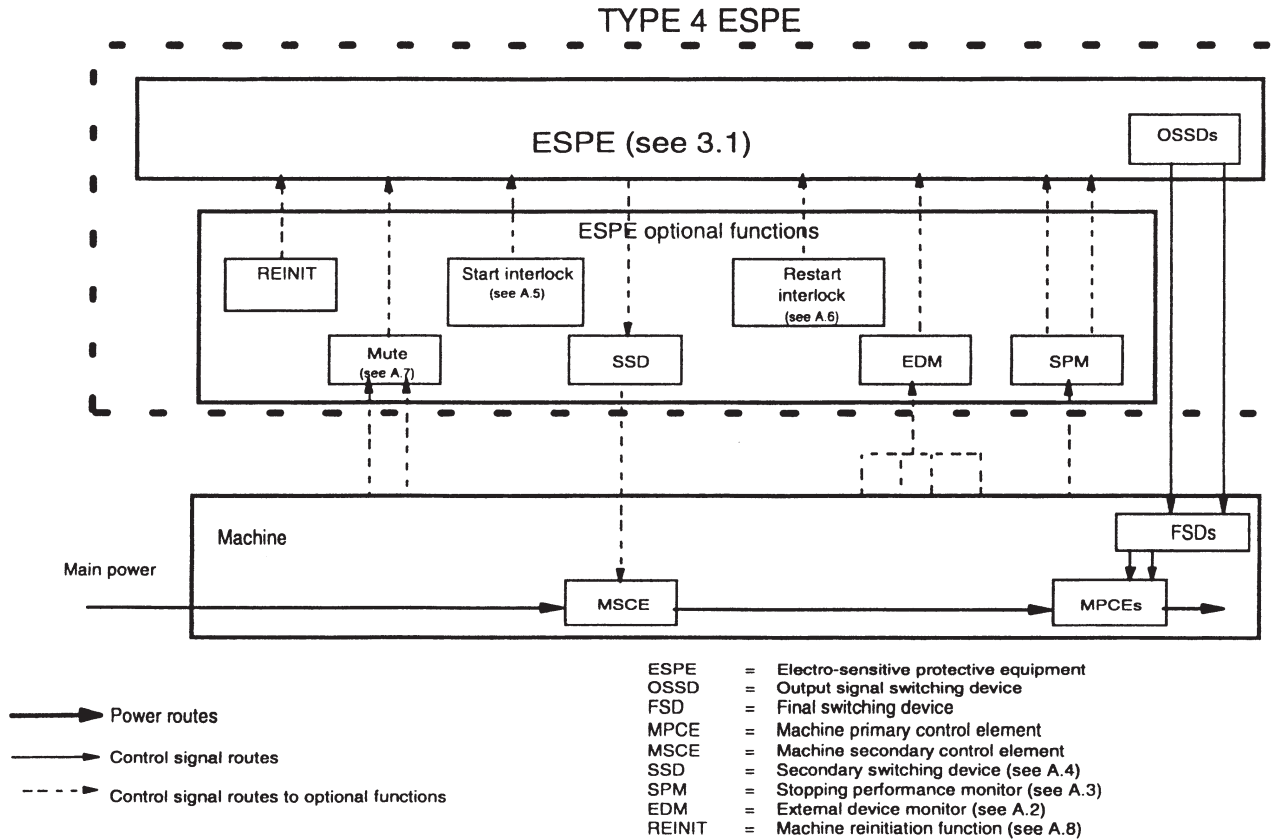 TYPE 4 ESPE
ESPE (see 3.1)
OSSDs
ESPE optional functions
REINIT
Start interlock
(see A.5)
Restart
interlock
(see A.6)
Mute
(see A.7)
SSD
EDM
SPM
Machine
FSDs
Main power
MSCE
MPCEs
ESPE = Electro-sensitive protective equipment
OSSD = Output signal switching device
FSD = Final switching device
MPCE = Machine primary control element
MSCE = Machine secondary control element
SSD = Secondary switching device (see A.4)
SPM = Stopping performance monitor (see A.3)
EDM = External device monitor (see A.2)
REINIT = Machine reinitiation function (see A.8)
Power routes
Control signal routes
Control signal routes to optional functions